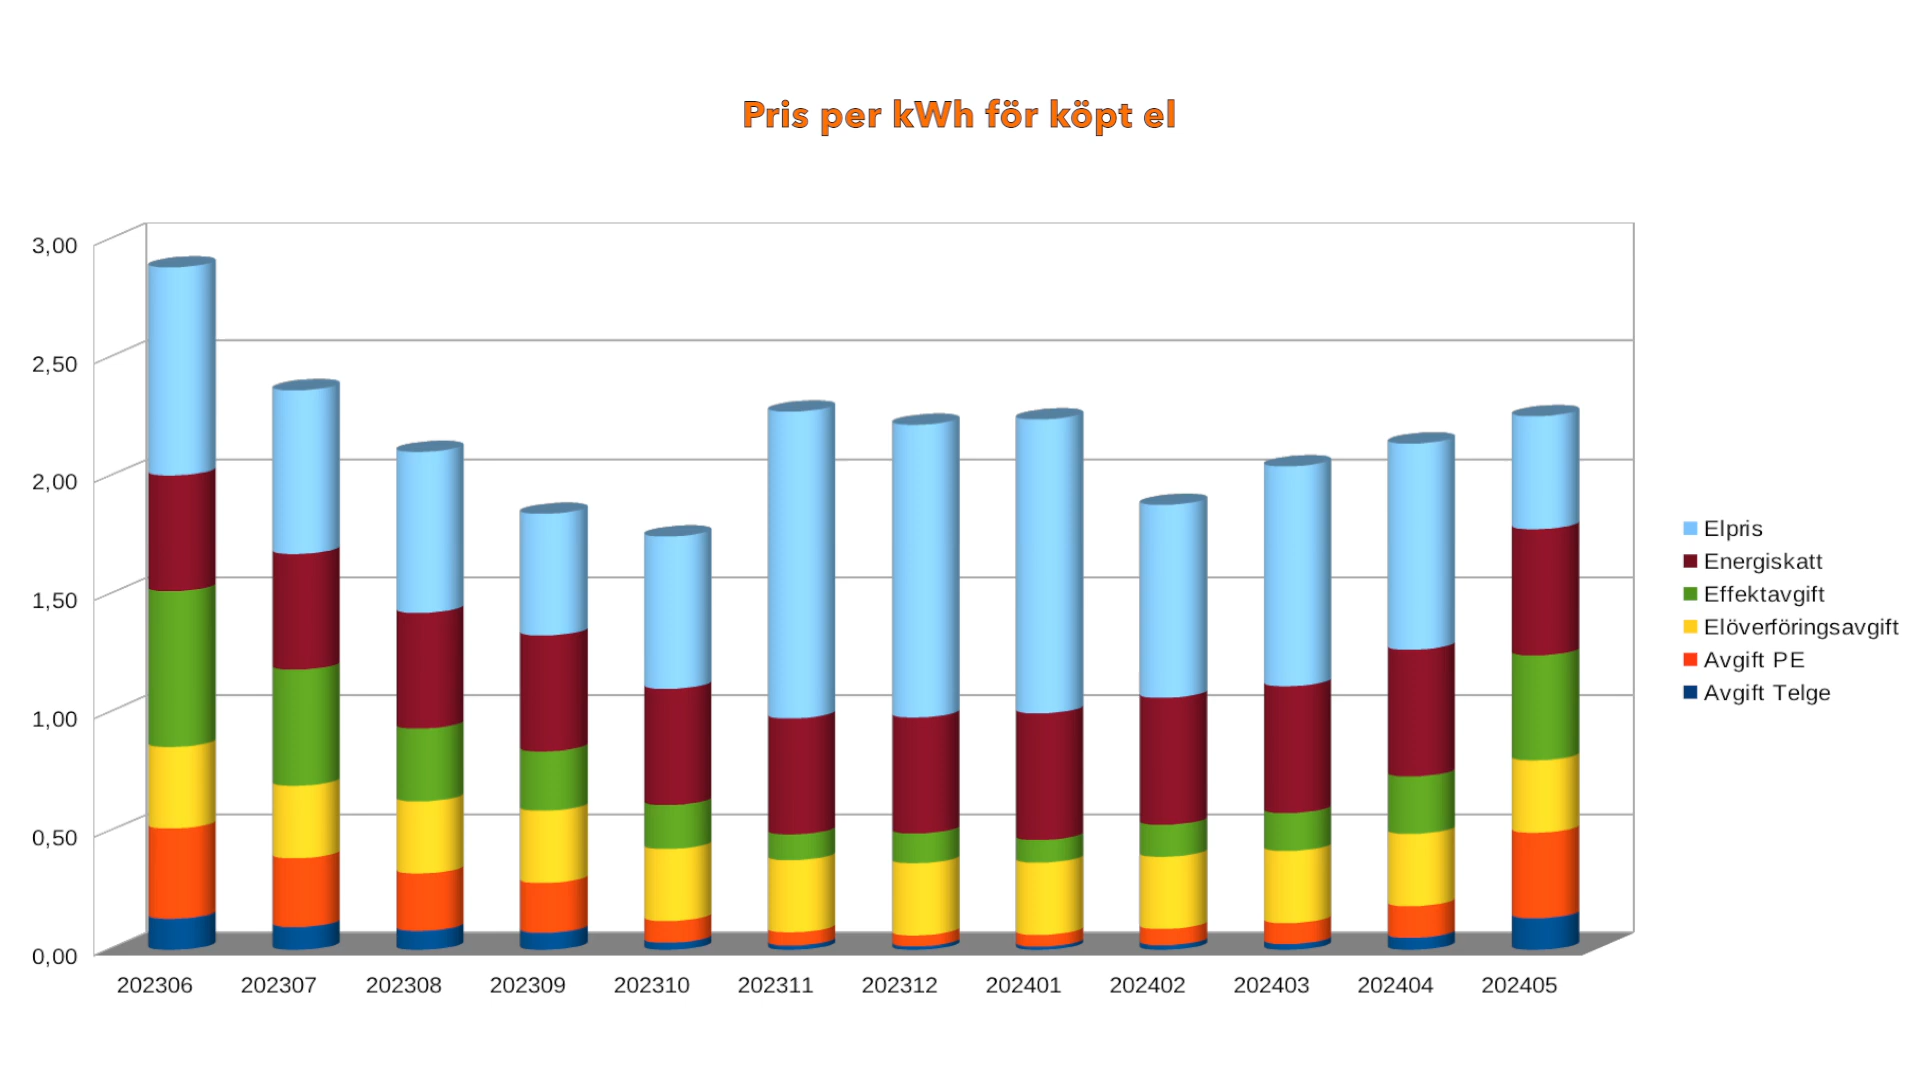 Pris per kWh för köpt el
3,00
2,50
2,00
1,50
1,00
0,50
0,00
202306 202307 202308 202309 202310 202311 202312 202401 202402 202403 202404 202405
Elpris
Energiskatt
Effektavgift
Elöverföringsavgift
Avgift PE
Avgift Telge